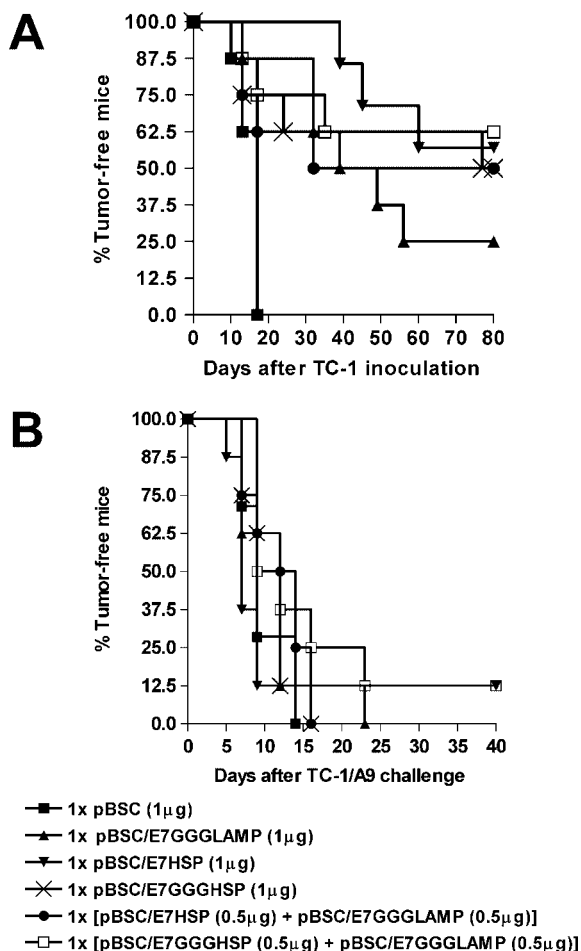 A
% Tumor-free mice
100.0
87.5
75.0
62.5
50.0
37.5
25.0
12.5
0.0
0 10 20 30 40 50 60 70 80
Days after TC-1 inoculation
B
% Tumor-free mice
100.0
87.5
75.0
62.5
50.0
37.5
25.0
12.5
0.0
0 5 10 15 20 25 30 35 40
Days after TC-1/A9 challenge
1x pBSC (1μg)
1x pBSC/E7GGGLAMP (1μg)
1x pBSC/E7HSP (1μg)
1x pBSC/E7GGGHSP (1μg)
1x [pBSC/E7HSP (0.5μg) + pBSC/E7GGGLAMP (0.5μg)]
1x [pBSC/E7GGGHSP (0.5μg) + pBSC/E7GGGLAMP (0.5μg)]